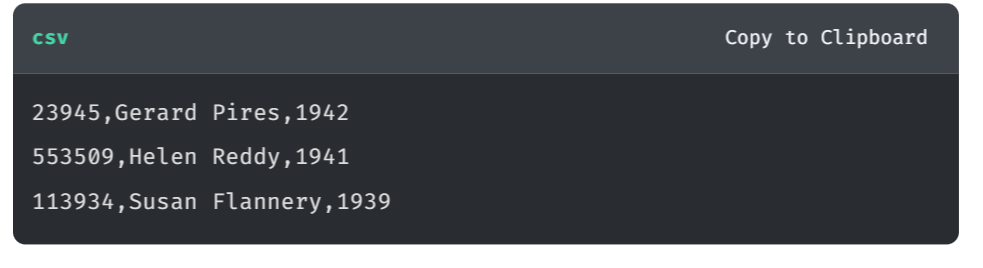 csv
Copy to Clipboard
23945,Gerard Pires,1942
553509,Helen Reddy,1941
113934,Susan Flannery,1939